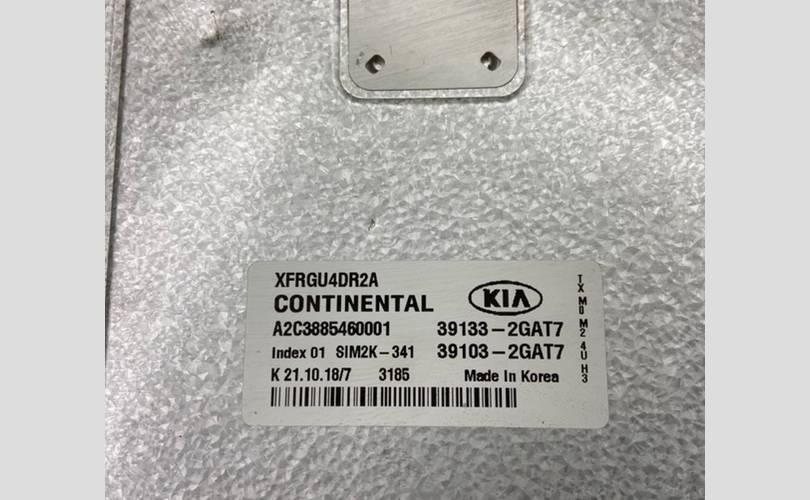 XFRGU4DR2A
CONTINENTAL KIA
A2C3885460001 39133-2GAT7
Index 01 SIM2K-341 39103-2GAT7
K 21.10.18/7 3185 Made In Korea
TX M0 M2 4U H3